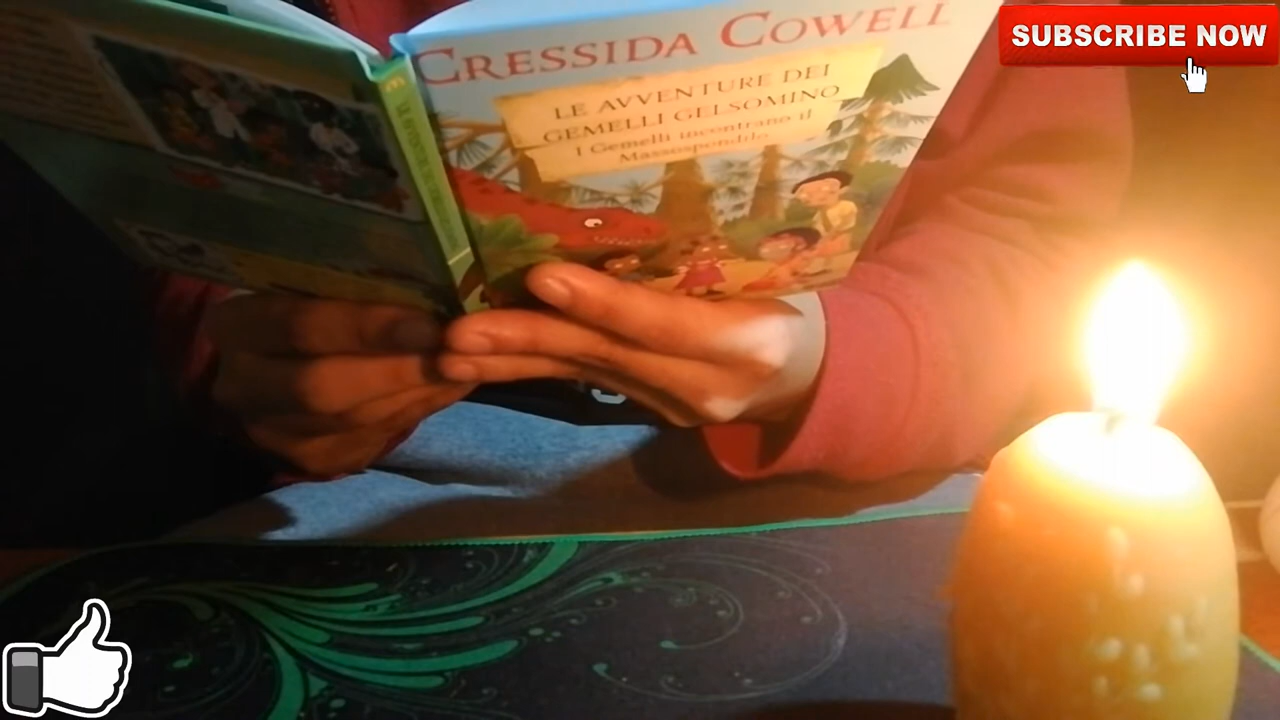 SUBSCRIBE NOW
CRESSIDA COWELL
LE AVVENTURE DEI
GEMELLI GELSOMINO
I Gemelli incontrano il
Massospondilo